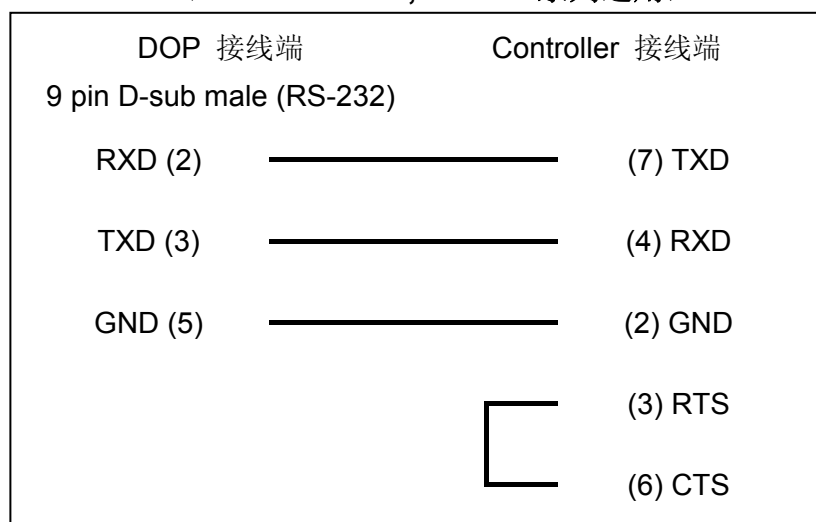 DOP 接线端 Controller 接线端
9 pin D-sub male (RS-232)
RXD (2) (7) TXD
TXD (3) (4) RXD
GND (5) (2) GND
(3) RTS
(6) CTS